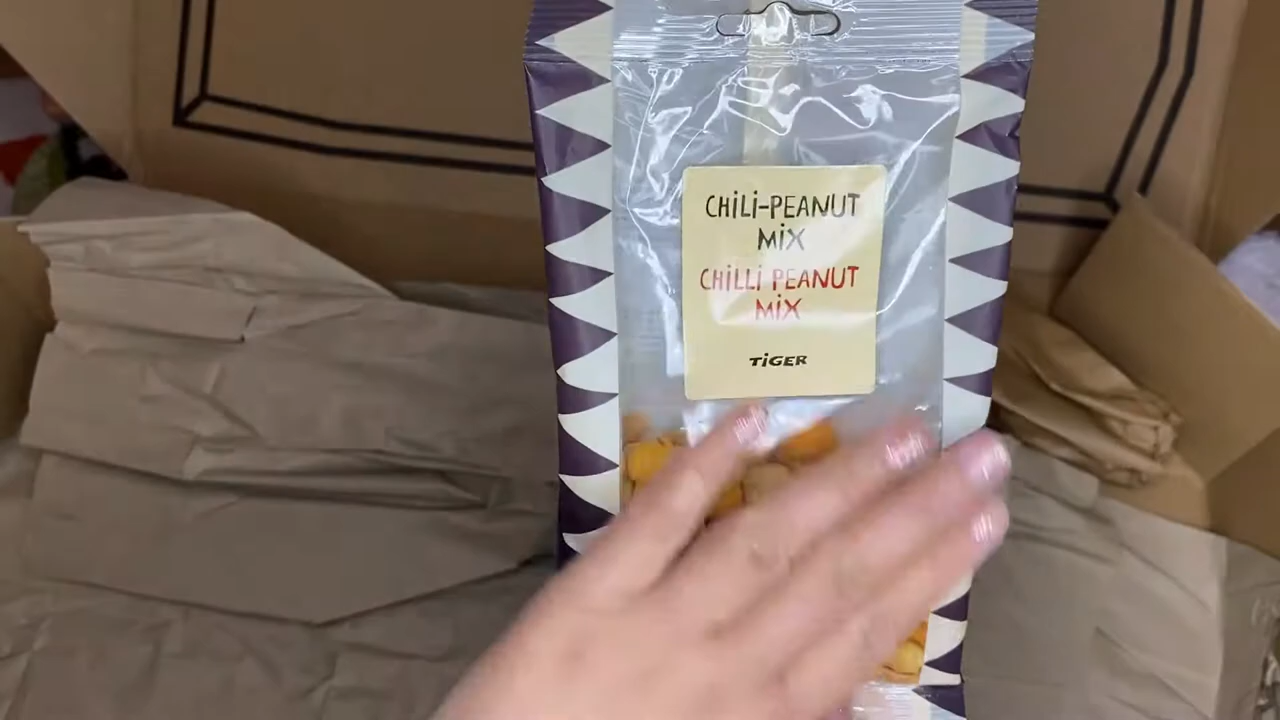 CHiLi-PEANUT
MiX
CHiLLi PEANUT
MiX
TiGER